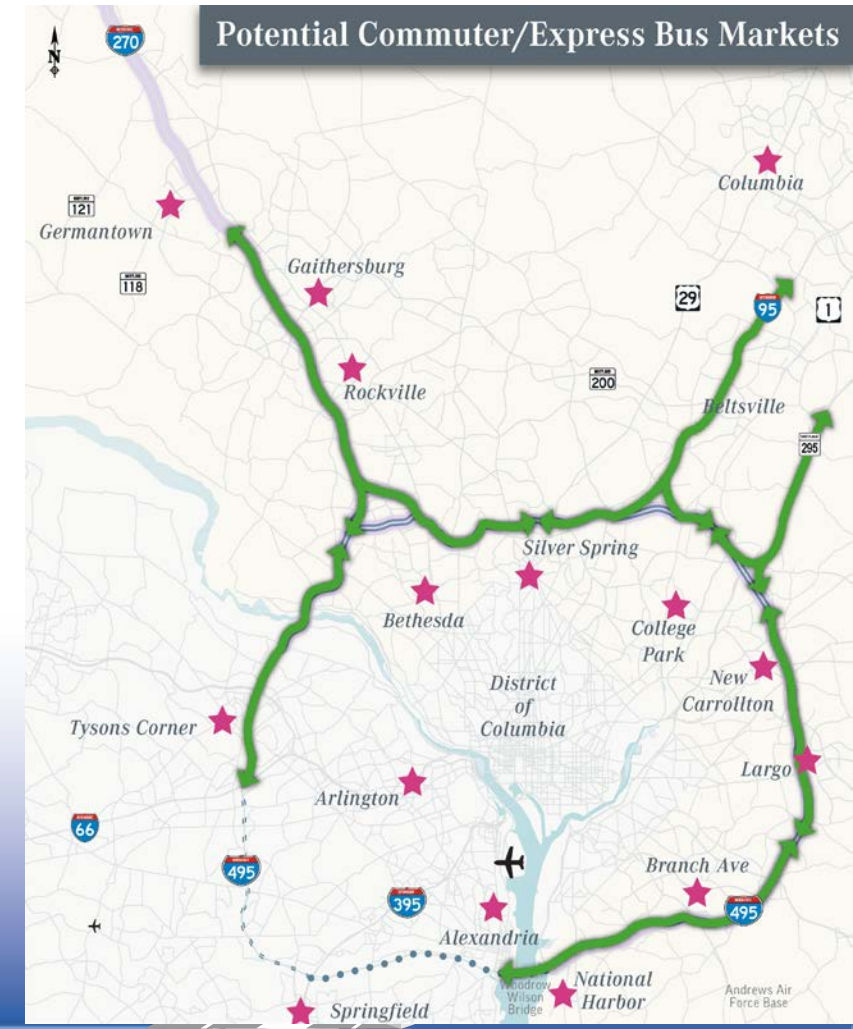 Potential Commuter/Express Bus Markets
N
270
Columbia
121
Germantown
118
Gaithersburg
29
95
1
Rockville
200
Beltsville
295
Silver Spring
Bethesda
College
Park
New
Carrollton
District
of
Columbia
Tysons Corner
Largo
Arlington
66
495
395
Branch Ave
495
Alexandria
National
Harbor
Woodrow
Wilson
Bridge
Andrews Air
Force Base
Springfield